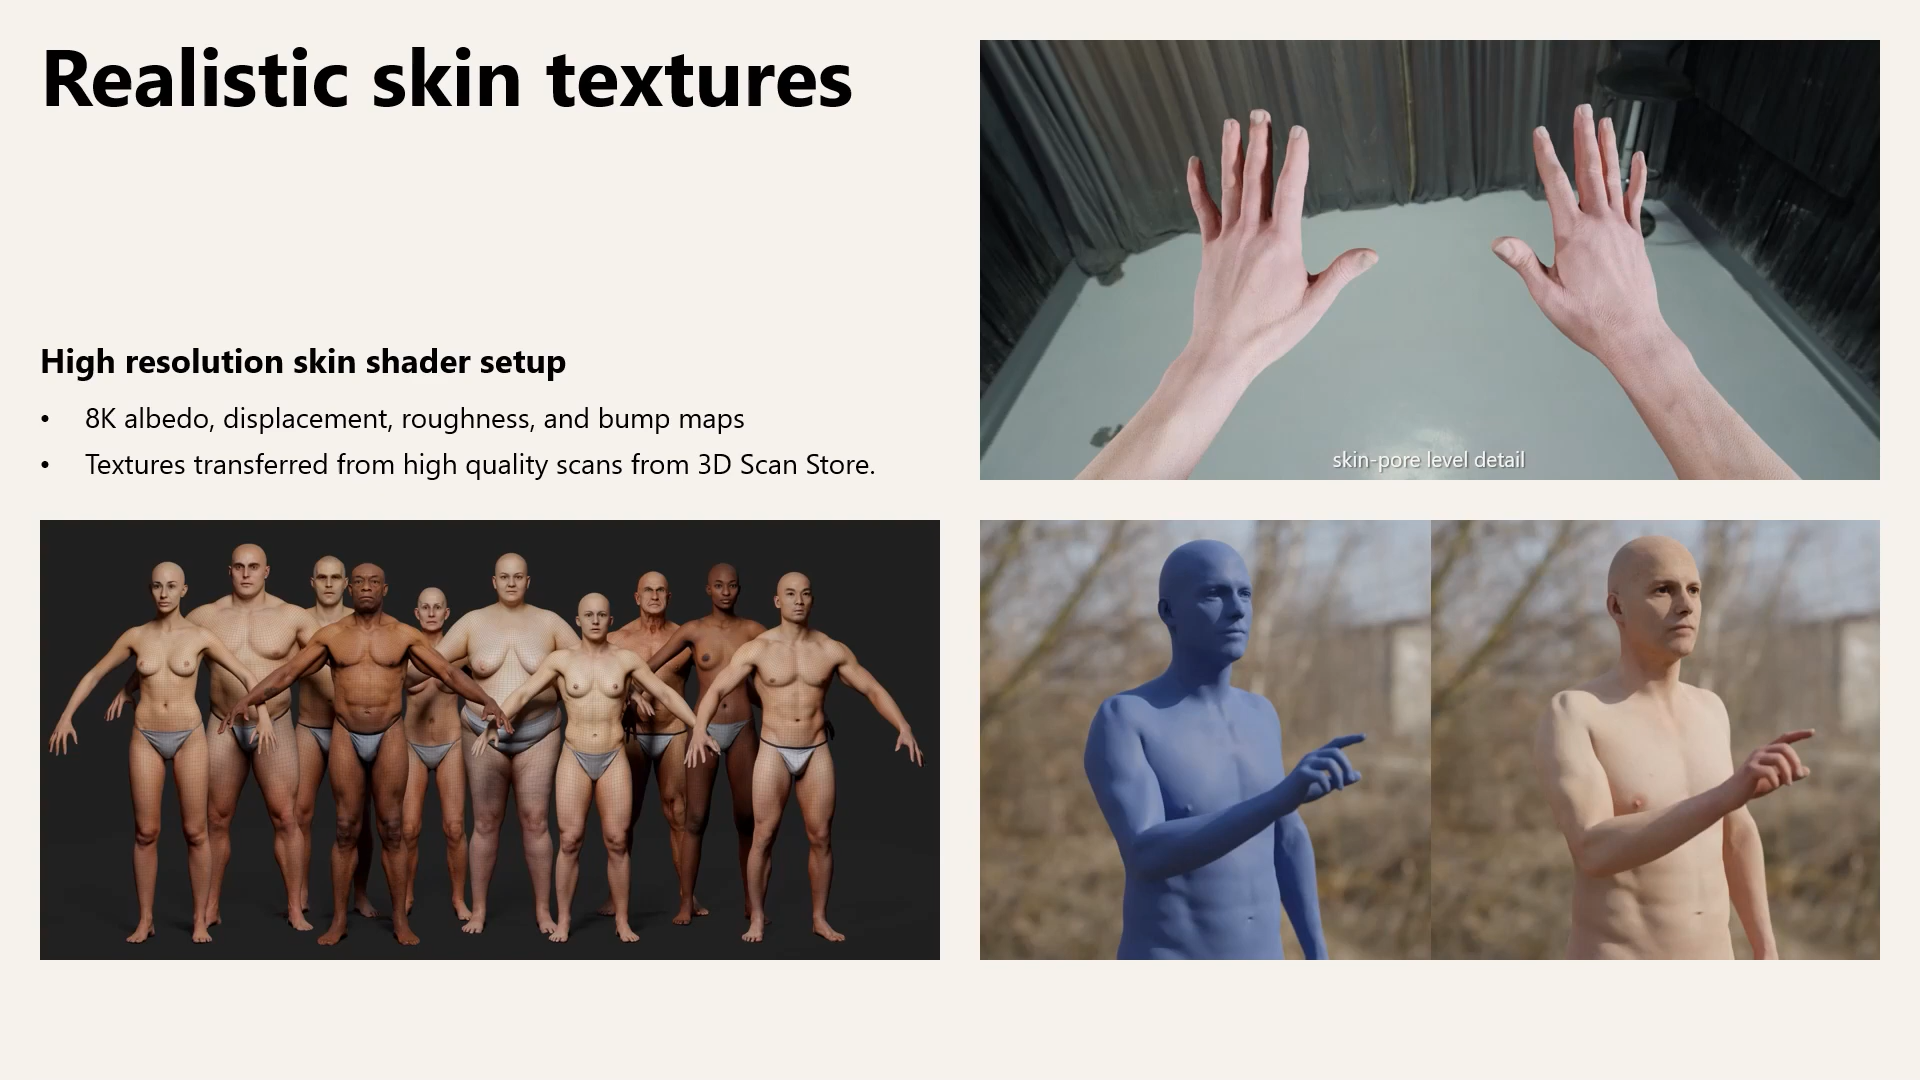 Realistic skin textures
High resolution skin shader setup
• 8K albedo, displacement, roughness, and bump maps
• Textures transferred from high quality scans from 3D Scan Store.
skin-pore level detail